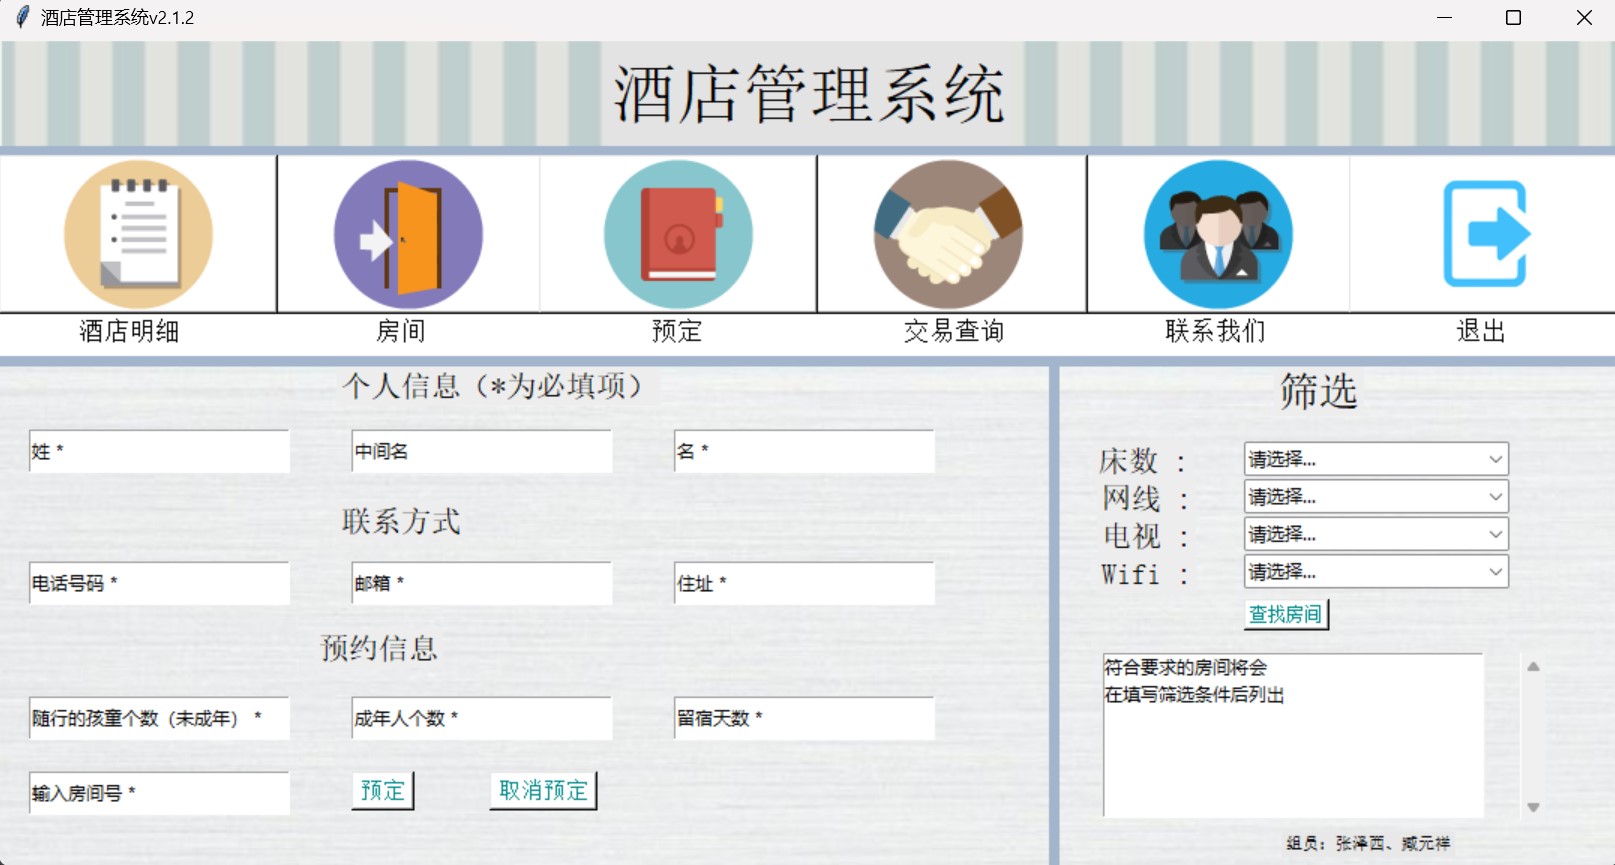 酒店管理系统v2.1.2
酒店管理系统
酒店明细
房间
预定
交易查询
联系我们
退出
个人信息（*为必填项）
姓 *
中间名
名 *
联系方式
电话号码 *
邮箱 *
住址 *
预约信息
随行的孩童个数（未成年） *
成年人个数 *
留宿天数 *
输入房间号 *
预定
取消预定
筛选
床数 ：
请选择...
网线 ：
请选择...
电视 ：
请选择...
Wifi ：
请选择...
查找房间
符合要求的房间将会
在填写筛选条件后列出
组员：张泽西、臧元祥